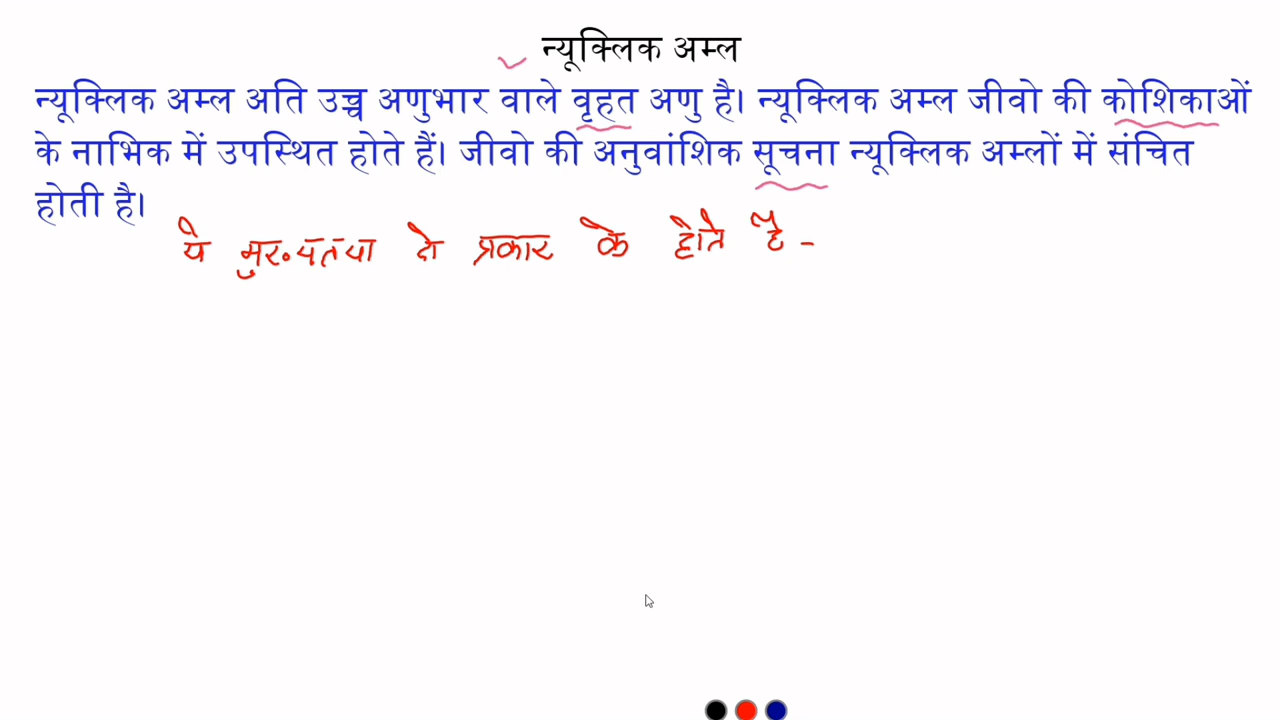 न्यूक्लिक अम्ल
न्यूक्लिक अम्ल अति उच्च अणुभार वाले वृहत अणु है। न्यूक्लिक अम्ल जीवो की कोशिकाओं
के नाभिक में उपस्थित होते हैं। जीवो की अनुवांशिक सूचना न्यूक्लिक अम्लों में संचित
होती है।
ये मुख्यतया दो प्रकार के होते है -